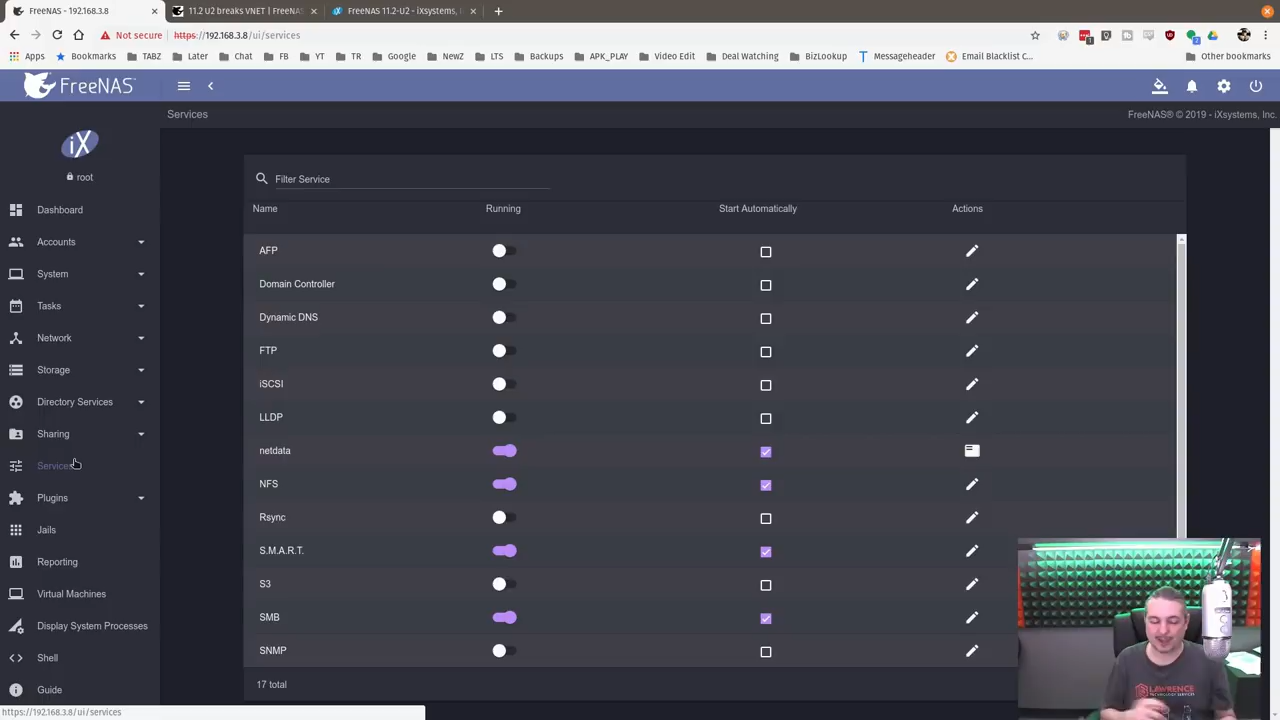 FreeNAS - 192.168.3.8
11.2 U2 breaks VNET | FreeNAS
FreeNAS 11.2-U2 - iXsystems,
Not secure
https://192.168.3.8/ui/services
Apps
Bookmarks
TABZ
Later
Chat
FB
YT
TR
Google
NewZ
LTS
Backups
APK_PLAY
Video Edit
Deal Watching
BizLookup
Messageheader
Email Blacklist C...
Other bookmarks
FreeNAS
Services
FreeNAS® © 2019 - iXsystems, Inc.
iX
root
Dashboard
Accounts
System
Tasks
Network
Storage
Directory Services
Sharing
Services
Plugins
Jails
Reporting
Virtual Machines
Display System Processes
Shell
Guide
Filter Service
Name Running Start Automatically Actions
AFP
Domain Controller
Dynamic DNS
FTP
iSCSI
LLDP
netdata
NFS
Rsync
S.M.A.R.T.
S3
SMB
SNMP
17 total
https://192.168.3.8/ui/services
LAWRENCE
TECHNOLOGY SERVICES